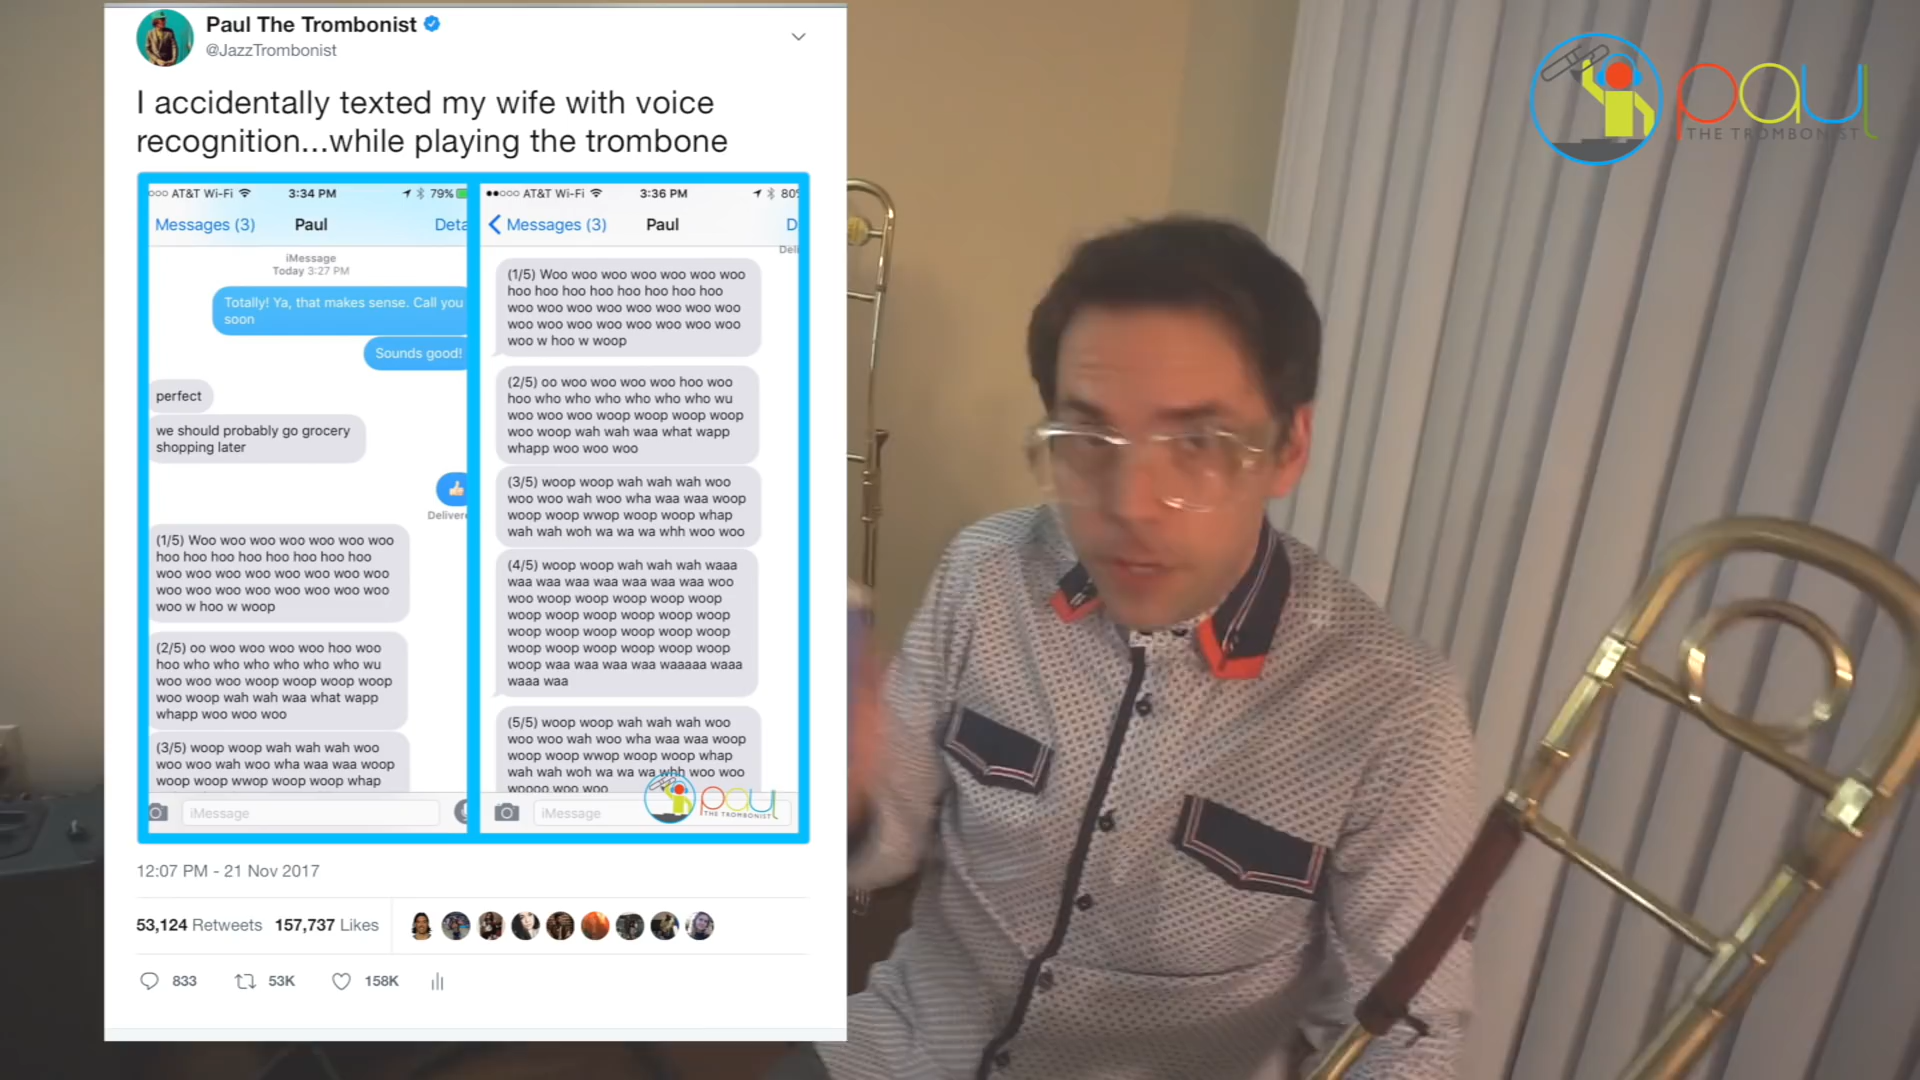 Paul The Trombonist
@JazzTrombonist
I accidentally texted my wife with voice
recognition...while playing the trombone
AT&T Wi-Fi 3:34 PM 79%
Messages (3) Paul Deta
iMessage
Today 3:27 PM
Totally! Ya, that makes sense. Call you
soon
Sounds good!
perfect
we should probably go grocery
shopping later
Delivere
(1/5) Woo woo woo woo woo woo woo
hoo hoo hoo hoo hoo hoo hoo hoo
woo woo woo woo woo woo woo woo
woo woo woo woo woo woo woo woo
woo w hoo w woop
(2/5) oo woo woo woo woo hoo woo
hoo who who who who who who wu
woo woo woo woop woop woop woop
woo woop wah wah waa what wapp
whapp woo woo woo
(3/5) woop woop wah wah wah woo
woo woo wah woo wha waa waa woop
woop woop wwop woop woop whap
iMessage
AT&T Wi-Fi 3:36 PM 80%
Messages (3) Paul D
Deli
(1/5) Woo woo woo woo woo woo woo
hoo hoo hoo hoo hoo hoo hoo hoo
woo woo woo woo woo woo woo woo
woo woo woo woo woo woo woo woo
woo w hoo w woop
(2/5) oo woo woo woo woo hoo woo
hoo who who who who who who wu
woo woo woo woop woop woop woop
woo woop wah wah waa what wapp
whapp woo woo woo
(3/5) woop woop wah wah wah woo
woo woo wah woo wha waa waa woop
woop woop wwop woop woop whap
wah wah woh wa wa wa whh woo woo
(4/5) woop woop wah wah wah waaa
waa waa waa waa waa waa waa woo
woo woop woop woop woop woop
woop woop woop woop woop woop
woop woop woop woop woop woop
woop woop woop woop woop woop
woop waa waa waa waa waaaaa waaa
waaa waa
(5/5) woop woop wah wah wah woo
woo woo wah woo wha waa waa woop
woop woop wwop woop woop whap
wah wah woh wa wa wa whh woo woo
woooo woo woo
iMessage
paul
THE TROMBONIST
12:07 PM - 21 Nov 2017
53,124 Retweets 157,737 Likes
833 53K 158K
paul
THE TROMBONIST